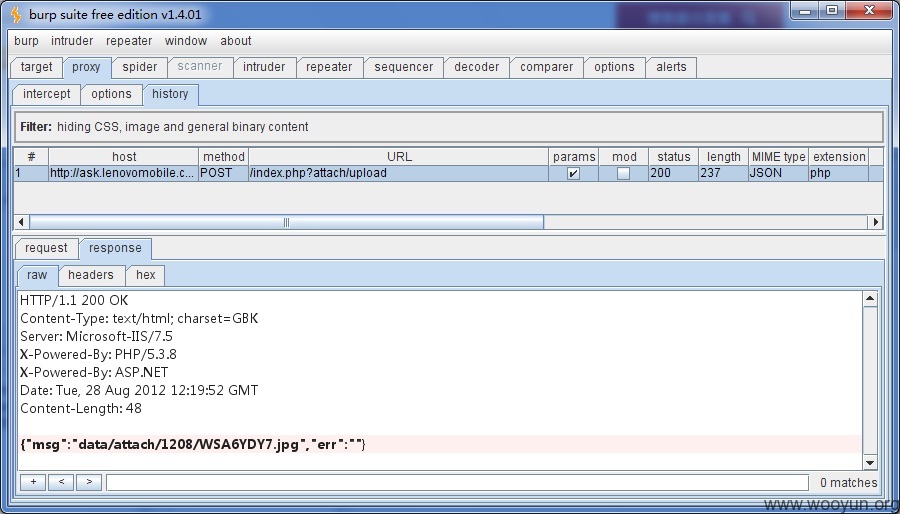 burp suite free edition v1.4.01
burp intruder repeater window about
target proxy spider scanner intruder repeater sequencer decoder comparer options alerts
intercept options history
Filter: hiding CSS, image and general binary content
# host method URL params mod status length MIME type extension
1 http://ask.lenovomobile.c... POST /index.php?attach/upload 200 237 JSON php
request response
raw headers hex
HTTP/1.1 200 OK
Content-Type: text/html; charset=GBK
Server: Microsoft-IIS/7.5
X-Powered-By: PHP/5.3.8
X-Powered-By: ASP.NET
Date: Tue, 28 Aug 2012 12:19:52 GMT
Content-Length: 48
{"msg":"data/attach/1208/WSA6YDY7.jpg","err":""}
+ < > 0 matches
www.wooyun.org